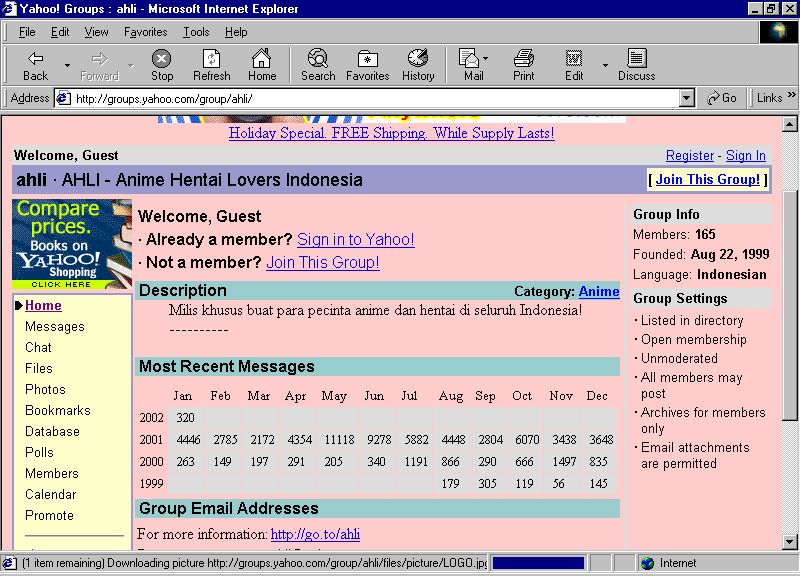 Yahoo! Groups : ahli - Microsoft Internet Explorer
File Edit View Favorites Tools Help
Back Forward Stop Refresh Home Search Favorites History Mail Print Edit Discuss
Address http://groups.yahoo.com/group/ahli/ Go Links »
Holiday Special. FREE Shipping. While Supply Lasts!
Welcome, Guest Register - Sign In
ahli · AHLI - Anime Hentai Lovers Indonesia [ Join This Group! ]
Compare
prices.
Books on
YAHOO!
Shopping
CLICK HERE
Home
Messages
Chat
Files
Photos
Bookmarks
Database
Polls
Members
Calendar
Promote
Welcome, Guest
· Already a member? Sign in to Yahoo!
· Not a member? Join This Group!
Description Category: Anime
Milis khusus buat para pecinta anime dan hentai di seluruh Indonesia!
----------
Most Recent Messages
Jan Feb Mar Apr May Jun Jul Aug Sep Oct Nov Dec
2002 320
2001 4446 2785 2172 4354 11118 9278 5882 4448 2804 6070 3438 3648
2000 263 149 197 291 205 340 1191 866 290 666 1497 835
1999 179 305 119 56 145
Group Email Addresses
For more information: http://go.to/ahli
Group Info
Members: 165
Founded: Aug 22, 1999
Language: Indonesian
Group Settings
· Listed in directory
· Open membership
· Unmoderated
· All members may
post
· Archives for members
only
· Email attachments
are permitted
(1 item remaining) Downloading picture http://groups.yahoo.com/group/ahli/files/picture/LOGO.jpg Internet